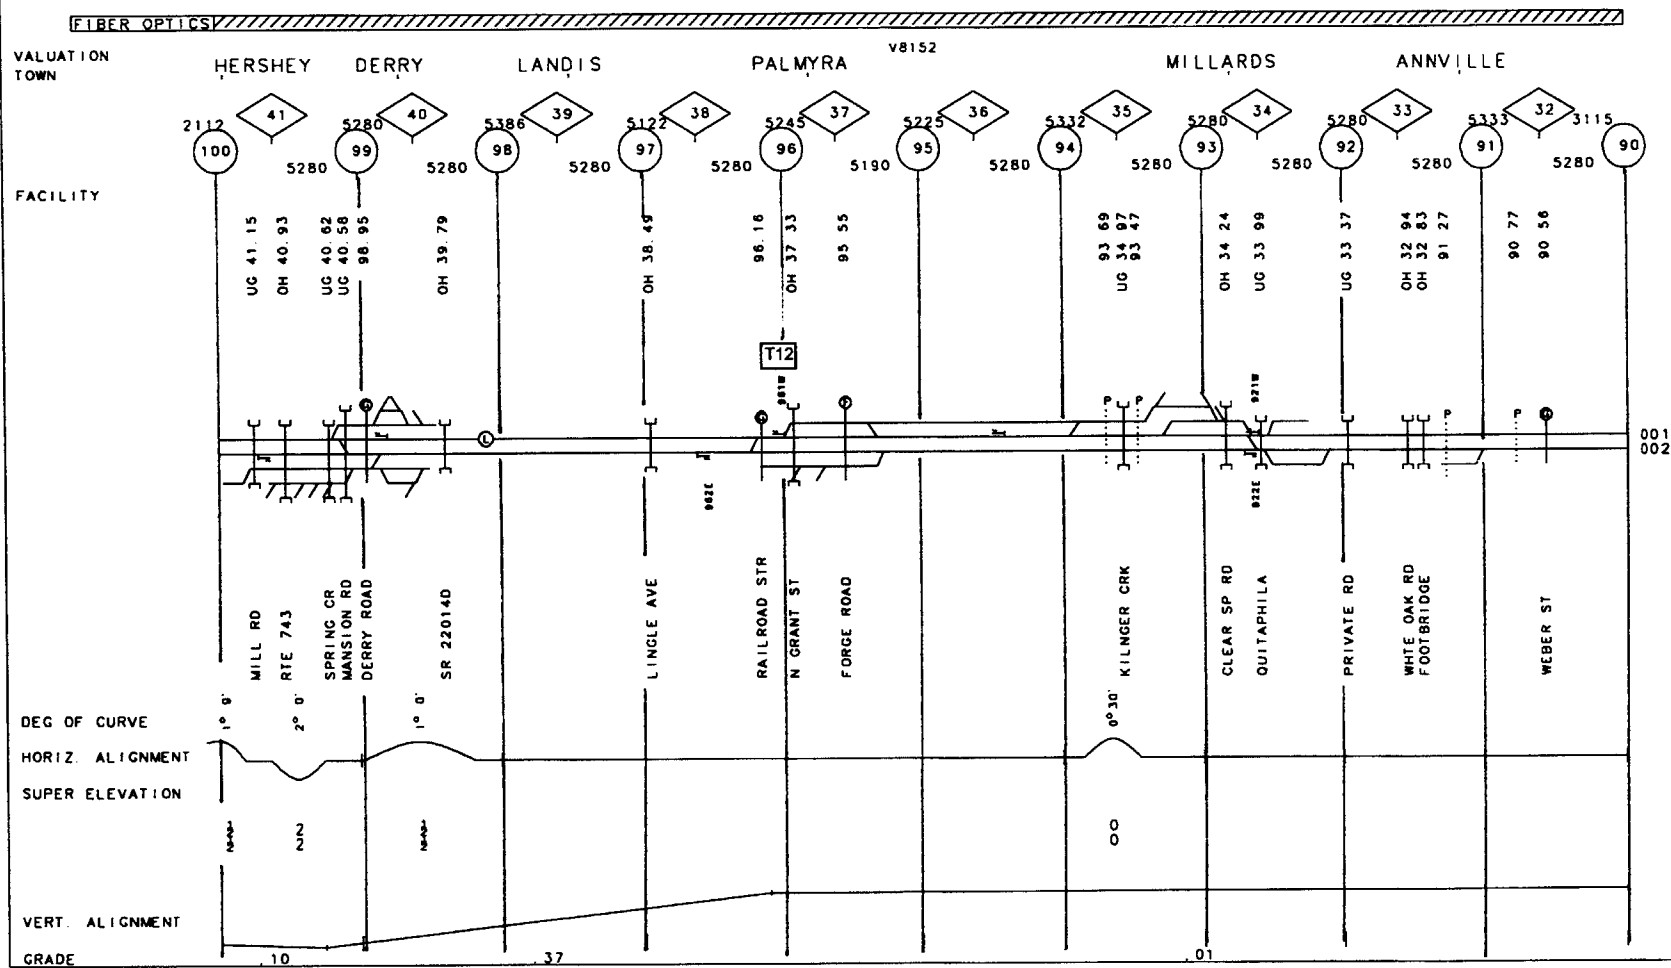 FIBER OPTICS
VALUATION V8152
TOWN HERSHEY DERRY LANDIS PALMYRA MILLARDS ANNVILLE
41 40 39 38 37 36 35 34 33 32
2112 5280 5386 5122 5245 5225 5332 5280 5280 5333 3115
100 99 98 97 96 95 94 93 92 91 90
5280 5280 5280 5280 5190 5280 5280 5280 5280 5280
FACILITY
UG 41.15
OH 40.93
UG 40.62
UG 40.58
98.95
OH 39.79
OH 38.49
96.16
OH 37 33
95 55
93 69
UG 34 97
93 47
OH 34 24
UG 33 99
UG 33 37
OH 32 94
OH 32 83
91 27
90 77
90 56
T12
961W
921W
P P P P
L
001
002
962E
922E
MILL RD
RTE 743
SPRING CR
MANSION RD
DERRY ROAD
SR 22014D
LINGLE AVE
RAILROAD STR
N GRANT ST
FORGE ROAD
KILNGER CRK
CLEAR SP RD
QUITAPHILA
PRIVATE RD
WHTE OAK RD
FOOTBRIDGE
WEBER ST
DEG OF CURVE 2° 0' 1° 0' 0°30'
HORIZ. ALIGNMENT
SUPER ELEVATION
2 0
2 0
VERT. ALIGNMENT
GRADE .10 .37 .01